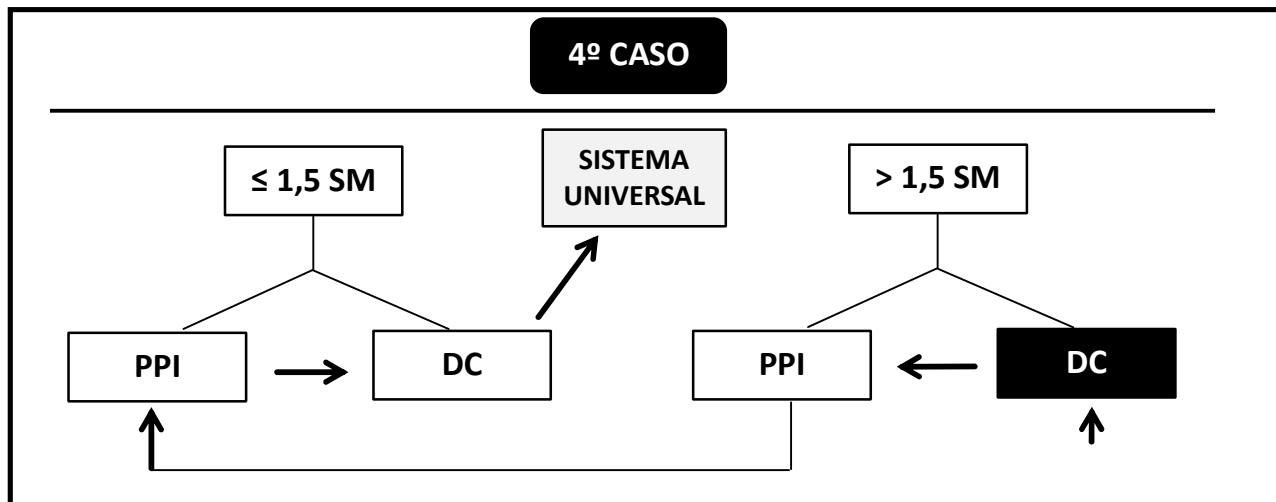 4º CASO
≤ 1,5 SM
SISTEMA
UNIVERSAL
> 1,5 SM
PPI
DC
PPI
DC